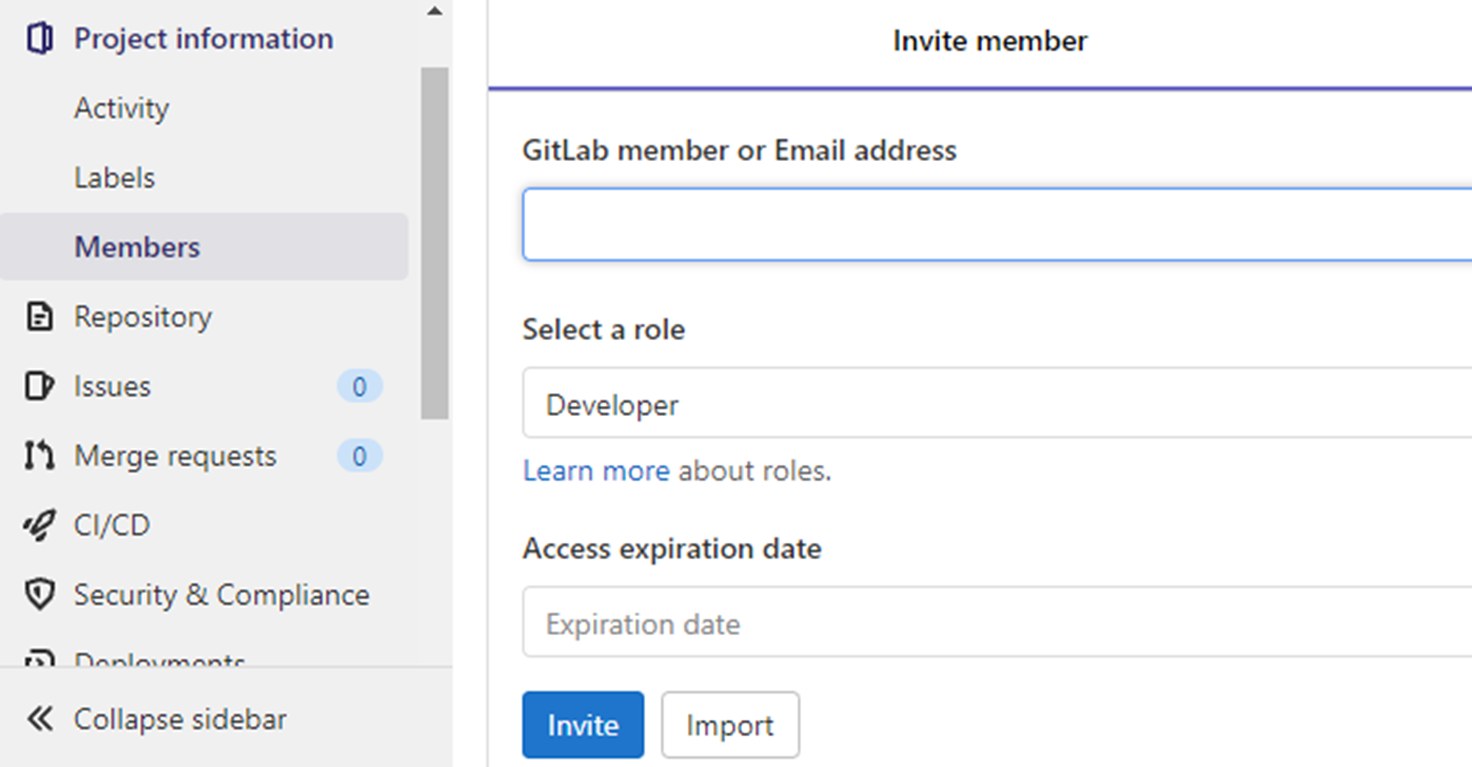 Project information
Activity
Labels
Members
Repository
Issues 0
Merge requests 0
CI/CD
Security & Compliance
Deployments
Collapse sidebar
Invite member
GitLab member or Email address
Select a role
Developer
Learn more about roles.
Access expiration date
Expiration date
Invite Import